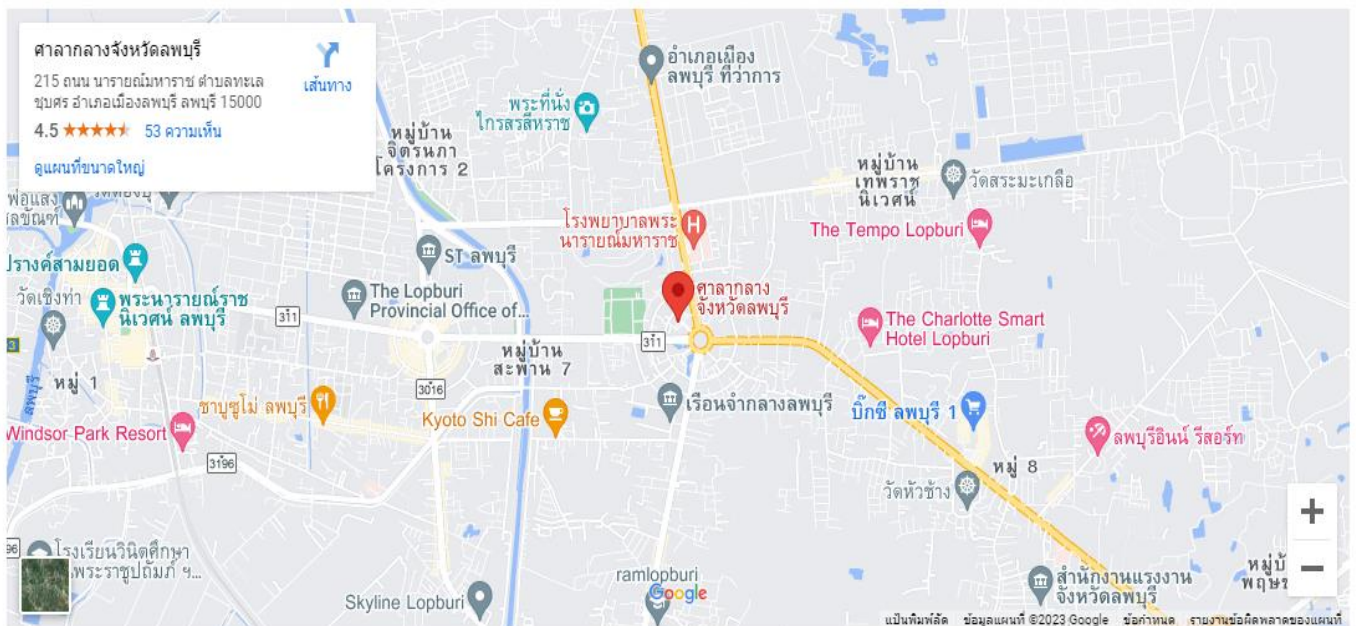 ศาลากลางจังหวัดลพบุรี
215 ถนน นารายณ์มหาราช ตำบลทะเล
ชุบศร อำเภอเมืองลพบุรี ลพบุรี 15000
4.5
53 ความเห็น
ดูแผนที่ขนาดใหญ่
เส้นทาง
อำเภอเมือง
ลพบุรี ที่ว่าการ
พระที่นั่ง
ไกรสรสีหราช
หมู่บ้าน
จิตรนภา
โครงการ 2
หมู่บ้าน
เทพราช
นิเวศน์
วัดสระมะเกลือ
โรงพยาบาลพระ
นารายณ์มหาราช
H
The Tempo Lopburi
ST ลพบุรี
ปรางค์สามยอด
วัดเชิงท่า
พระนารายณ์ราช
นิเวศน์ ลพบุรี
The Lopburi
Provincial Office of...
ศาลากลาง
จังหวัดลพบุรี
311
311
The Charlotte Smart
Hotel Lopburi
หมู่บ้าน
สะพาน 7
3
หมู่ 1
ลพบุรี
3016
ชาบูชูโม่ ลพบุรี
Kyoto Shi Cafe
เรือนจำกลางลพบุรี
บิ๊กซี ลพบุรี 1
Windsor Park Resort
ลพบุรีอินน์ รีสอร์ท
3196
หมู่ 8
วัดหัวช้าง
+
−
โรงเรียนวินิตศึกษา
พระราชูปถัมภ์ ฯ...
ramlopburi
Google
Skyline Lopburi
สำนักงานแรงงาน
จังหวัดลพบุรี
แป้นพิมพ์ลัด ข้อมูลแผนที่ ©2023 Google ข้อกำหนด รายงานข้อผิดพลาดของแผนที่